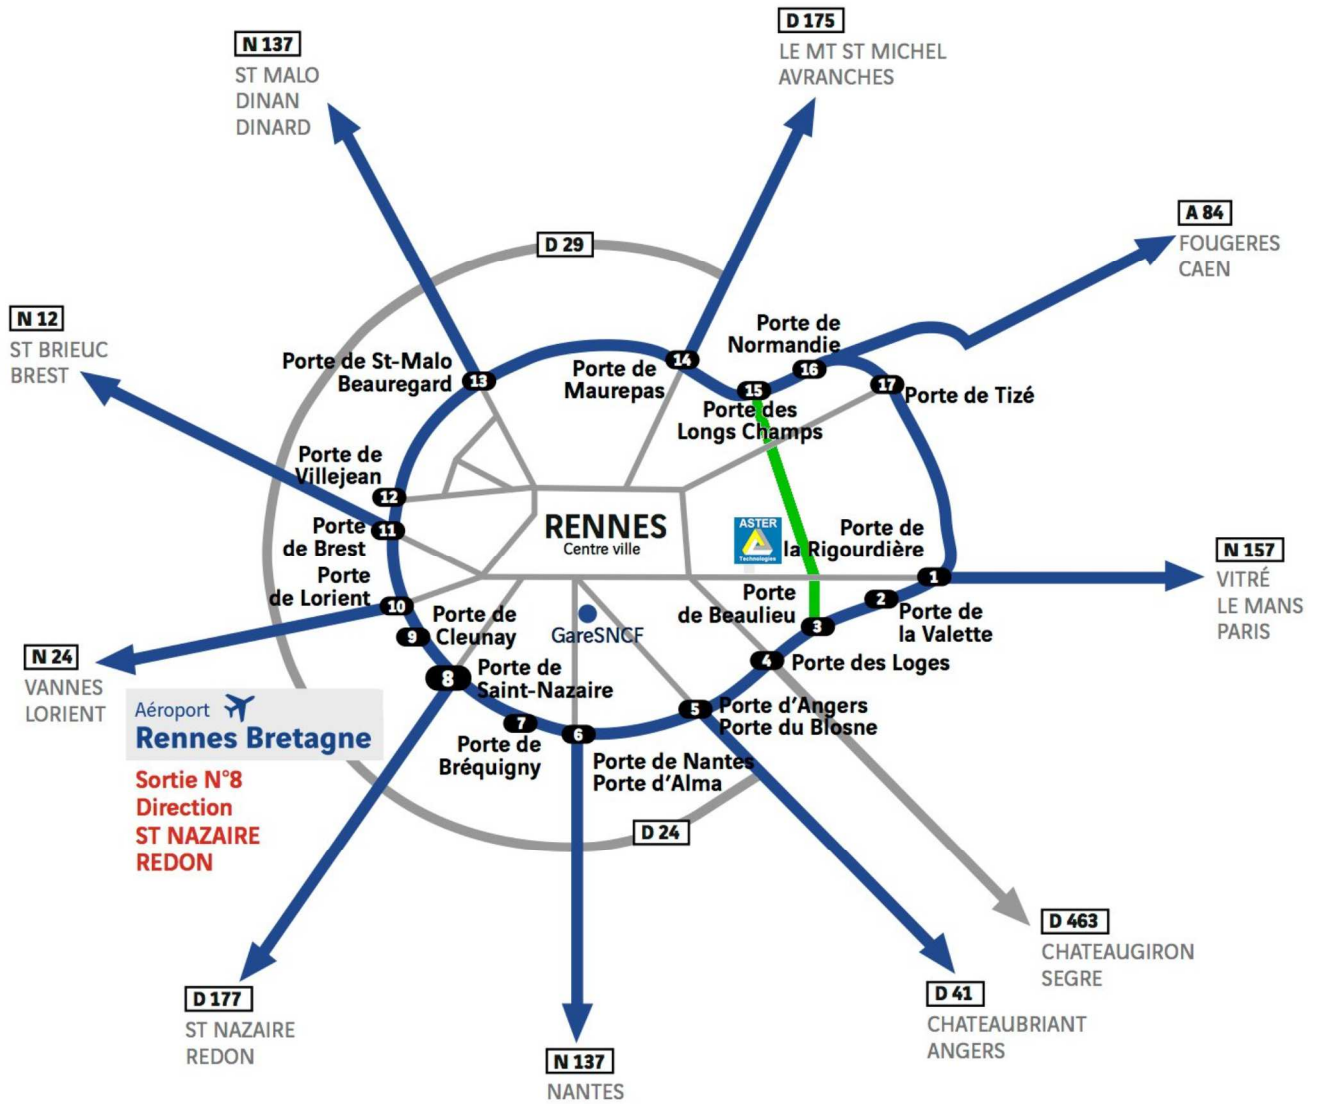 D 175
LE MT ST MICHEL
AVRANCHES
N 137
ST MALO
DINAN
DINARD
A 84
FOUGERES
CAEN
D 29
N 12
ST BRIEUC
BREST
Porte de
Normandie
16
Porte de St-Malo
Beauregard
13
Porte de
Maurepas
14
15
Porte des
Longs Champs
17
Porte de Tizé
Porte de
Villejean
12
Porte
de Brest
11
RENNES
Centre ville
ASTER
Technologies
Porte de
la Rigourdière
1
N 157
VITRÉ
LE MANS
PARIS
Porte
de Lorient
10
Porte
de Beaulieu
3
2
Porte de
la Valette
9
Porte de
Cleunay
GareSNCF
4
Porte des Loges
N 24
VANNES
LORIENT
8
Porte de
Saint-Nazaire
5
Porte d'Angers
Porte du Blosne
Aéroport
Rennes Bretagne
Sortie N°8
Direction
ST NAZAIRE
REDON
7
Porte de
Bréquigny
6
Porte de Nantes
Porte d'Alma
D 24
D 463
CHATEAUGIRON
SEGRE
D 41
CHATEAUBRIANT
ANGERS
D 177
ST NAZAIRE
REDON
N 137
NANTES